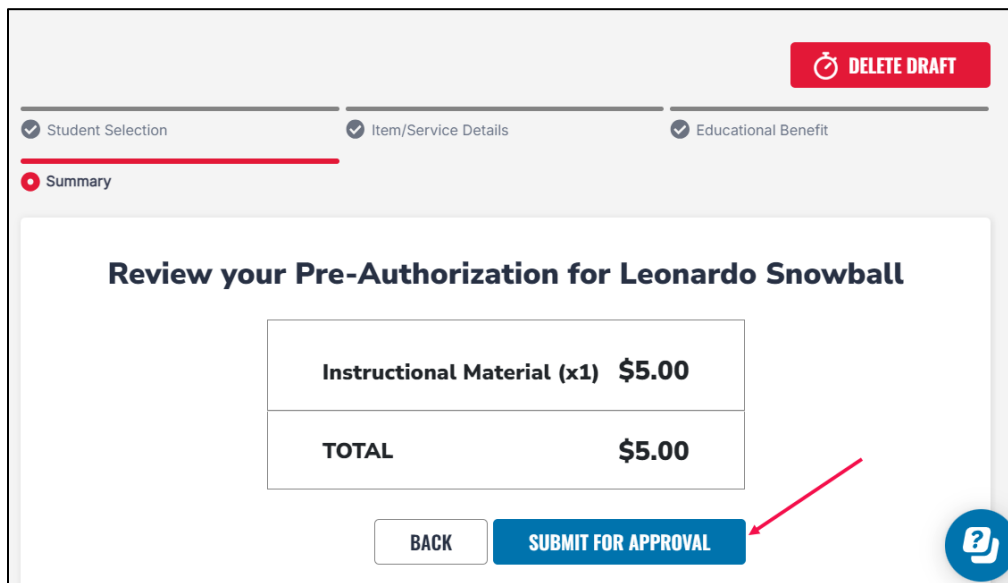 DELETE DRAFT
Student Selection
Item/Service Details
Educational Benefit
Summary
Review your Pre-Authorization for Leonardo Snowball
Instructional Material (x1) $5.00
TOTAL $5.00
BACK
SUBMIT FOR APPROVAL
?